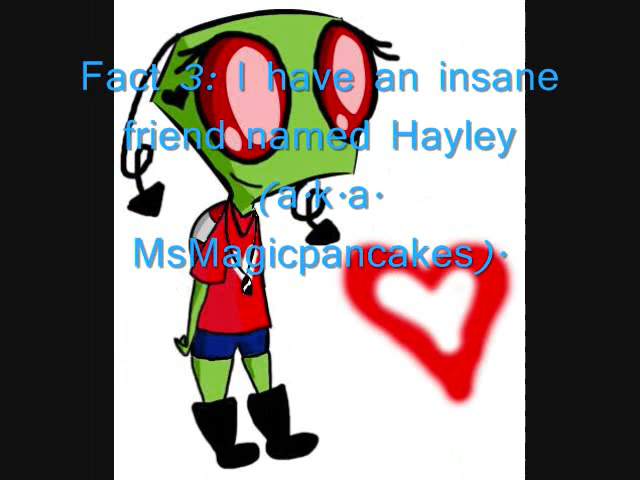 Fact 3: I have an insane
friend named Hayley
(a.k.a.
MsMagicpancakes).